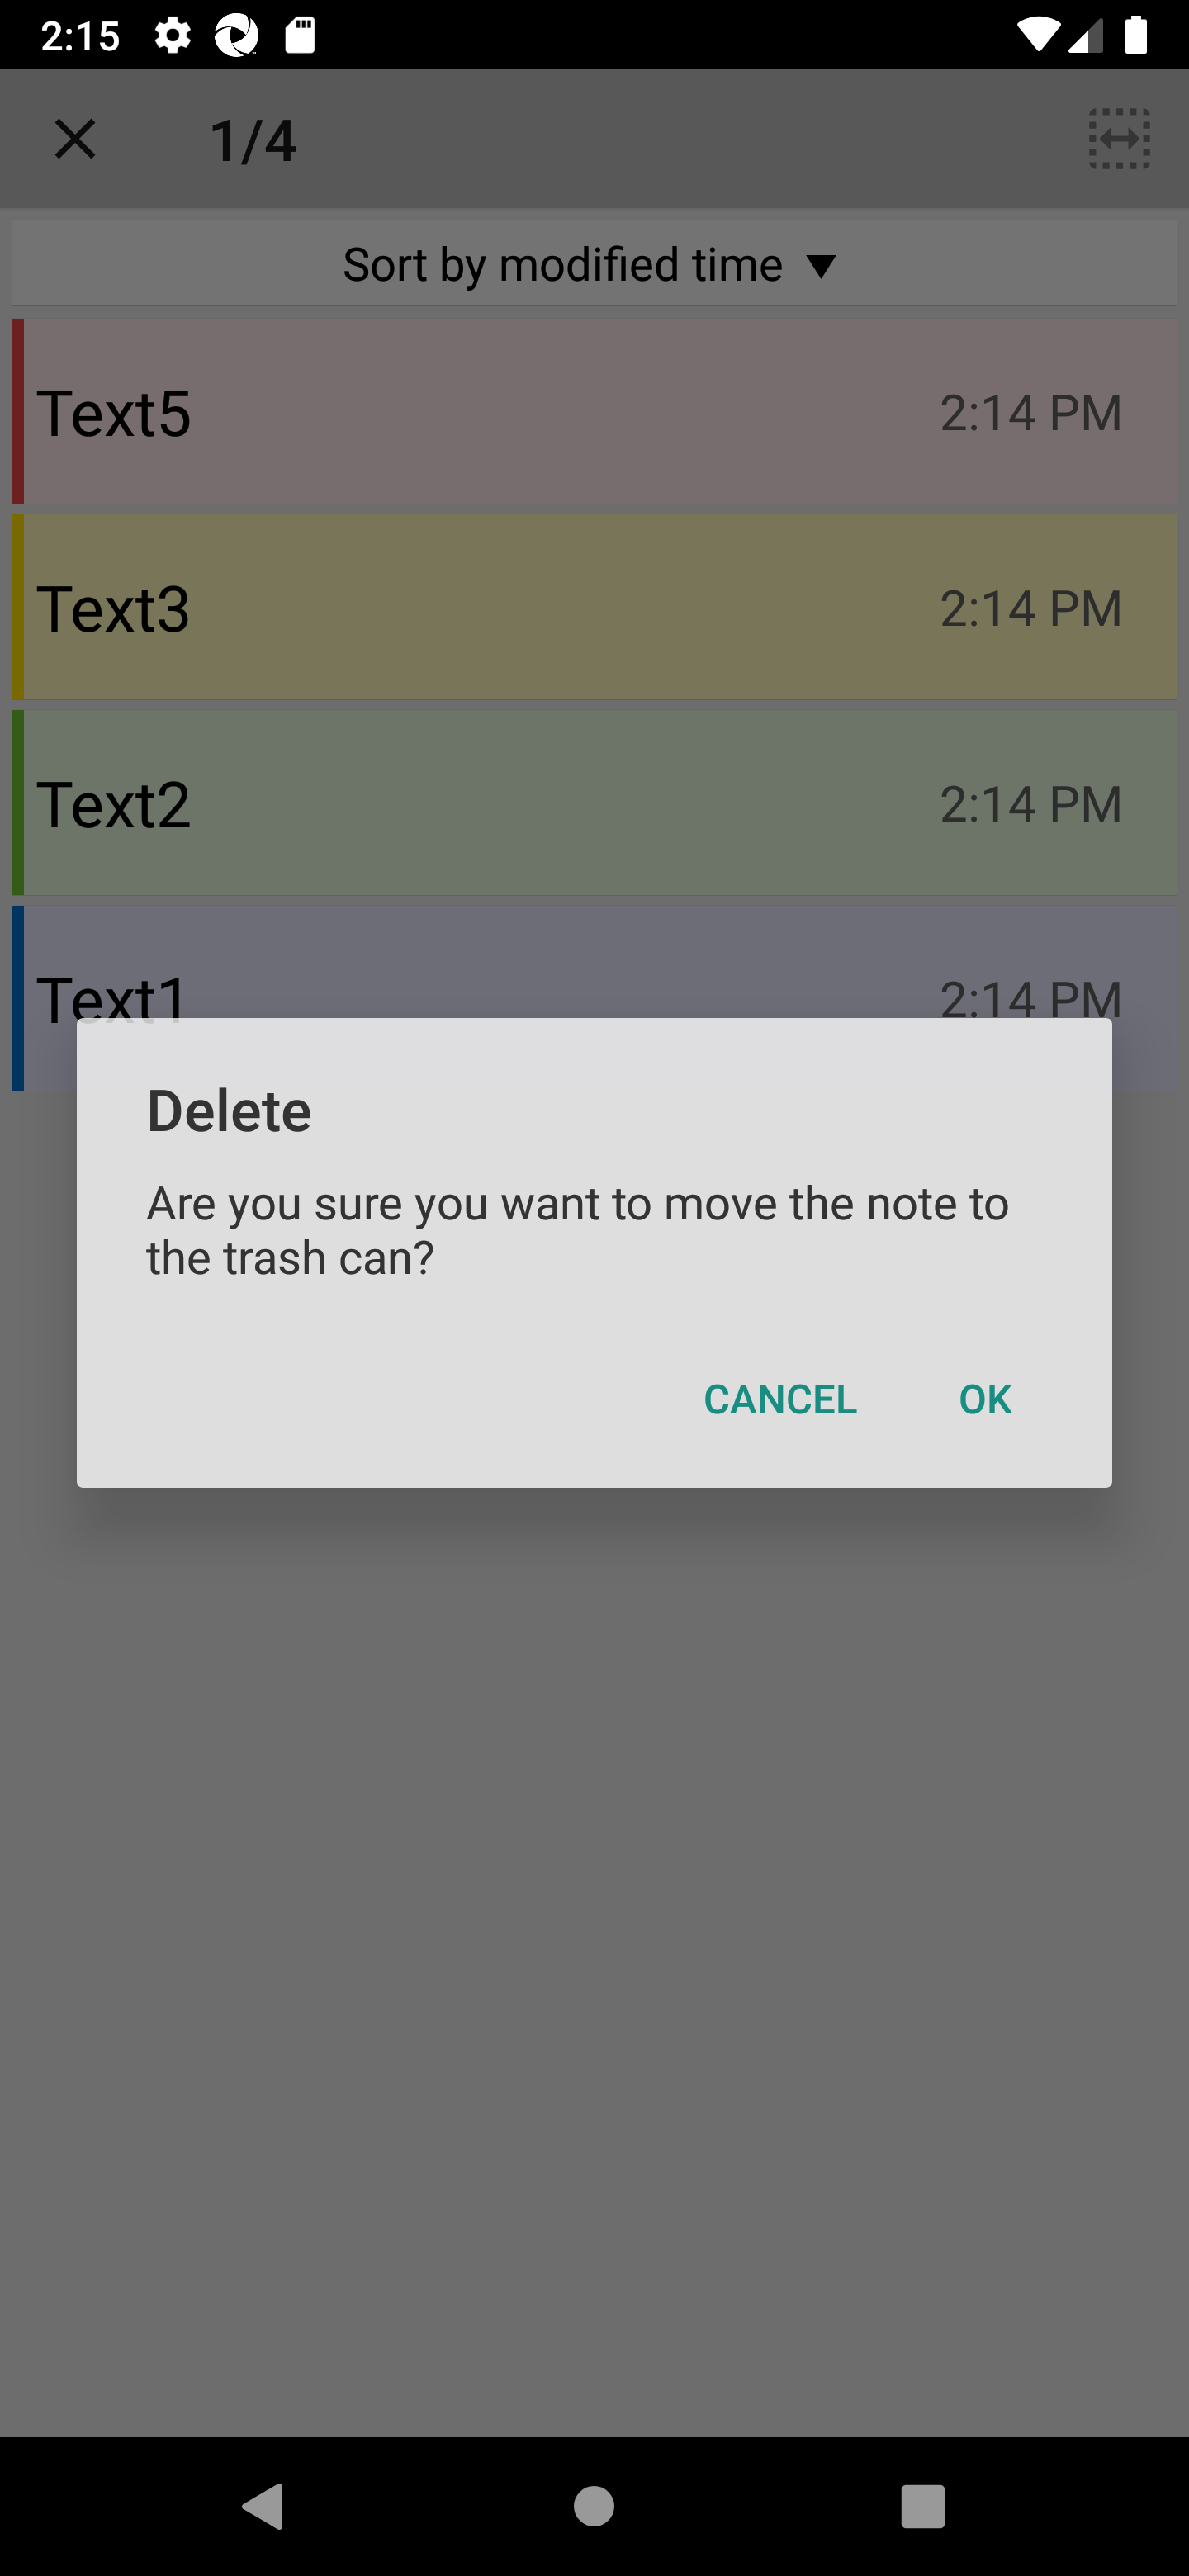 2:15
1/4
Sort by modified time ▼
Text5 2:14 PM
Text3 2:14 PM
Text2 2:14 PM
Text1 2:14 PM
Delete
Are you sure you want to move the note to
the trash can?
CANCEL OK